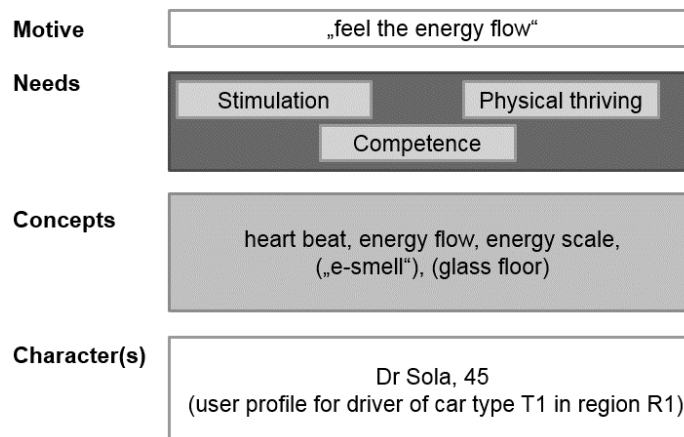 Motive
„feel the energy flow“
Needs
Stimulation
Physical thriving
Competence
Concepts
heart beat, energy flow, energy scale,
(„e-smell“), (glass floor)
Character(s)
Dr Sola, 45
(user profile for driver of car type T1 in region R1)